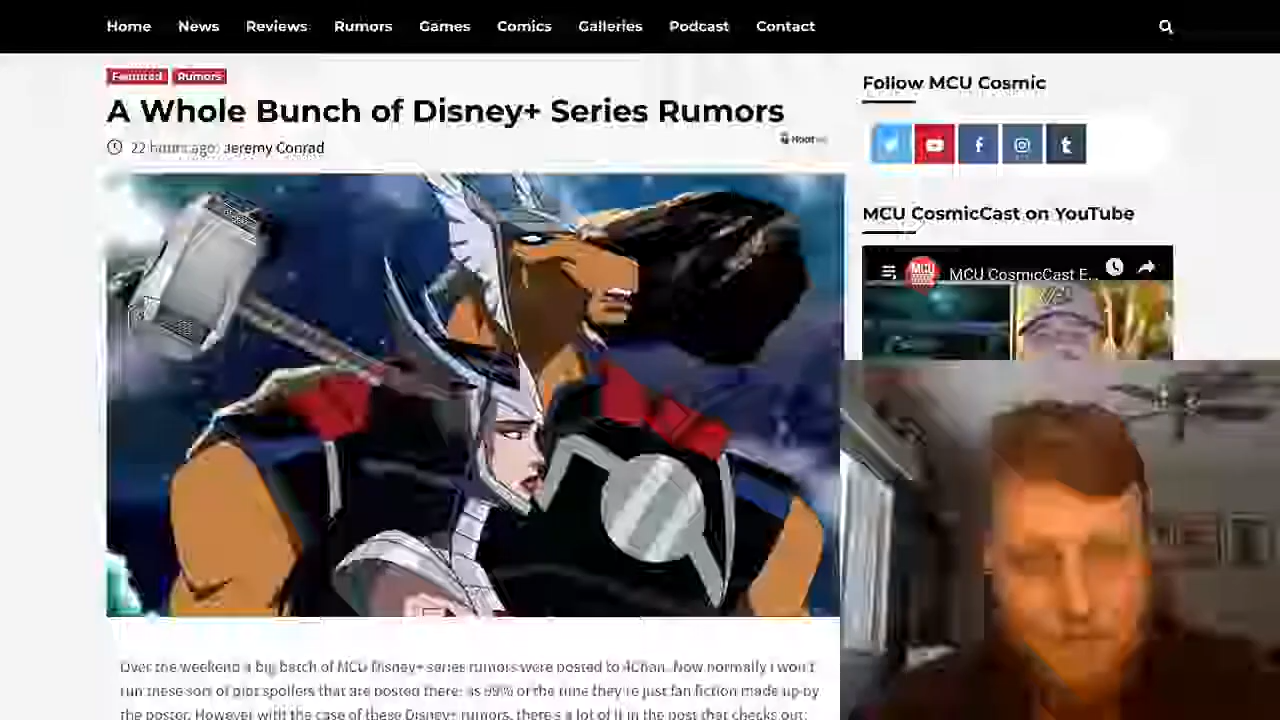 Home News Reviews Rumors Games Comics Galleries Podcast Contact
Featured Rumors
A Whole Bunch of Disney+ Series Rumors
22 hours ago Jeremy Conrad
Follow MCU Cosmic
MCU CosmicCast on YouTube
MCU CosmicCast E...
Over the weekend a big batch of MCU Disney+ series rumors were posted to 4Chan. Now normally I won't
run these sort of plot spoilers that are posted there, as 99% of the time they're just fan fiction made up by
the poster. However with the case of these Disney+ rumors, there's a lot of it in the post that checks out;